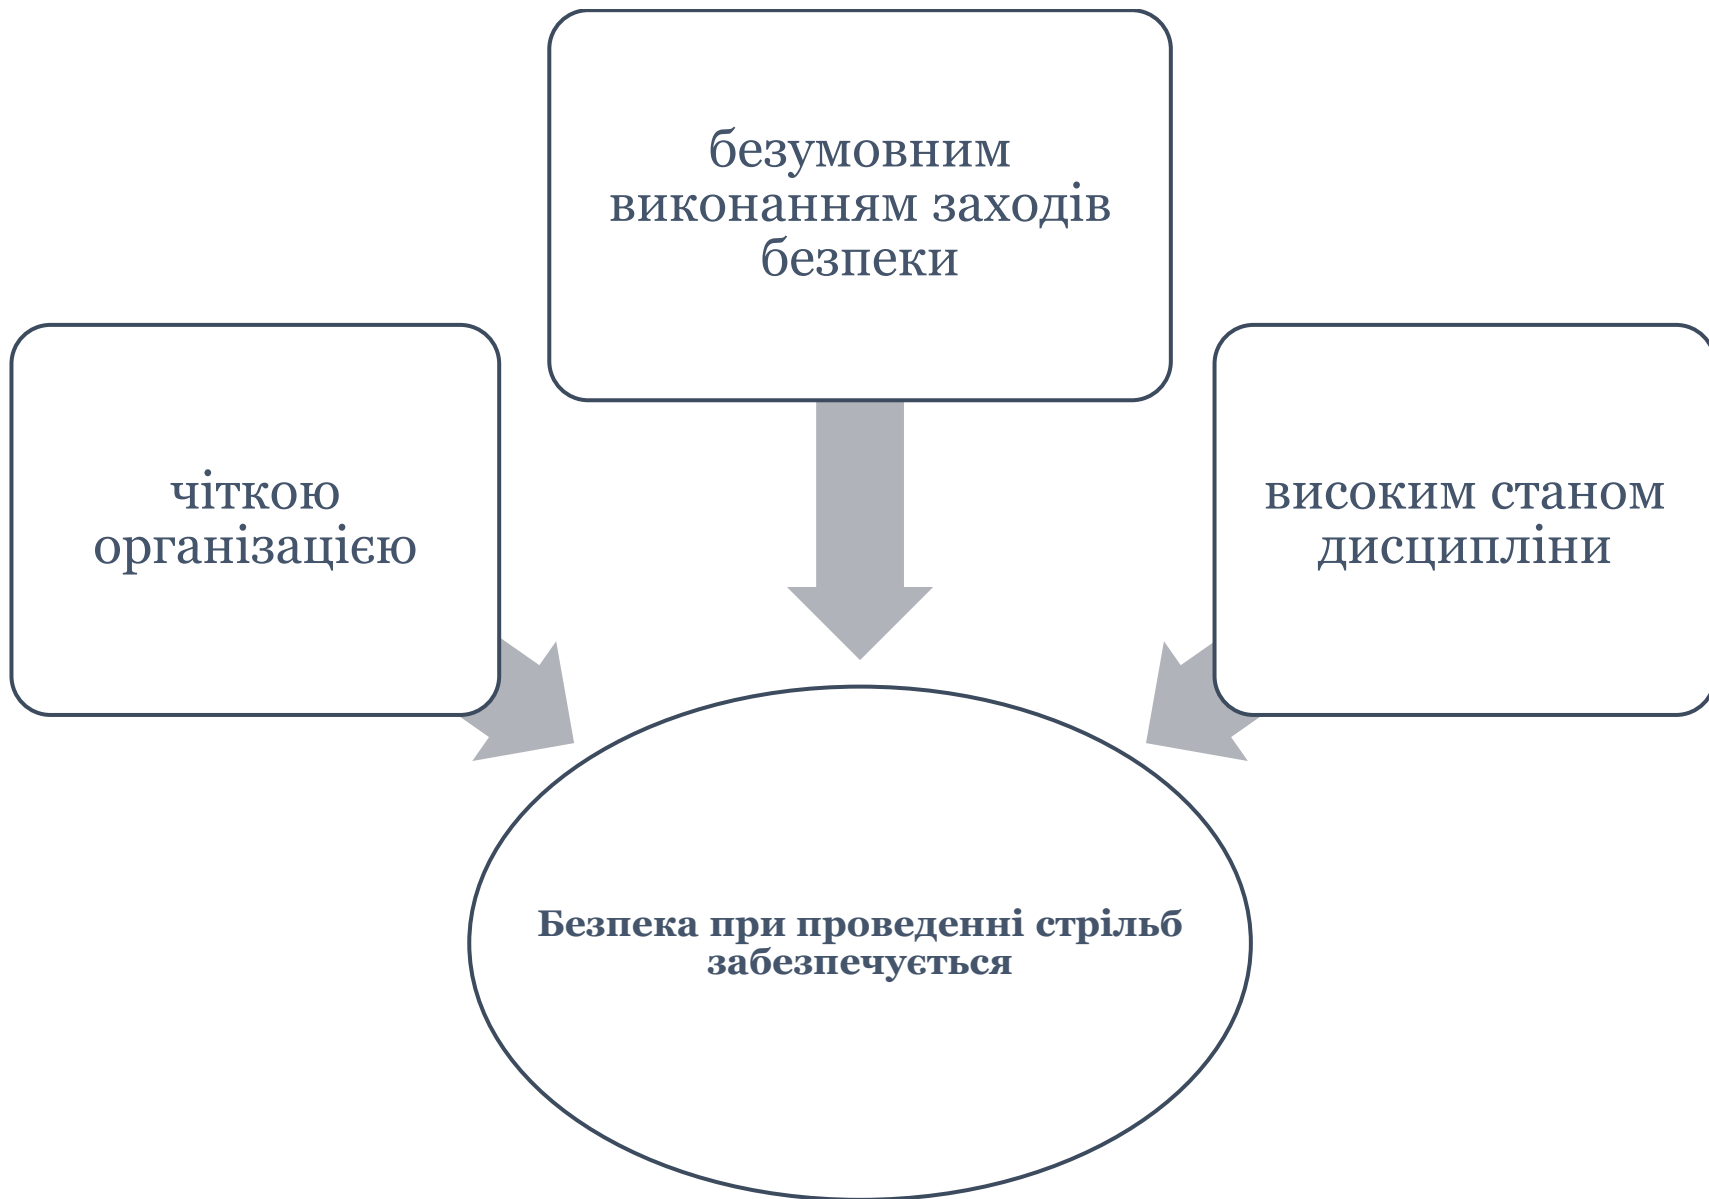 безумовним
виконанням заходів
безпеки
чіткою
організацією
високим станом
дисципліни
Безпека при проведенні стрільб
забезпечується